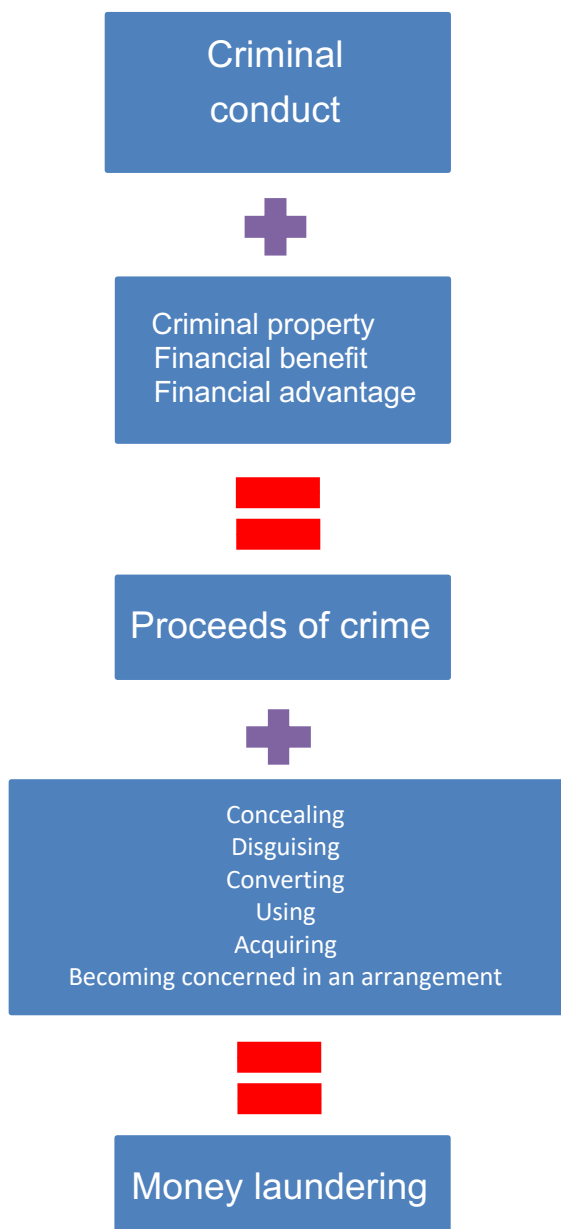 Criminal
conduct
Criminal property
Financial benefit
Financial advantage
Proceeds of crime
Concealing
Disguising
Converting
Using
Acquiring
Becoming concerned in an arrangement
Money laundering